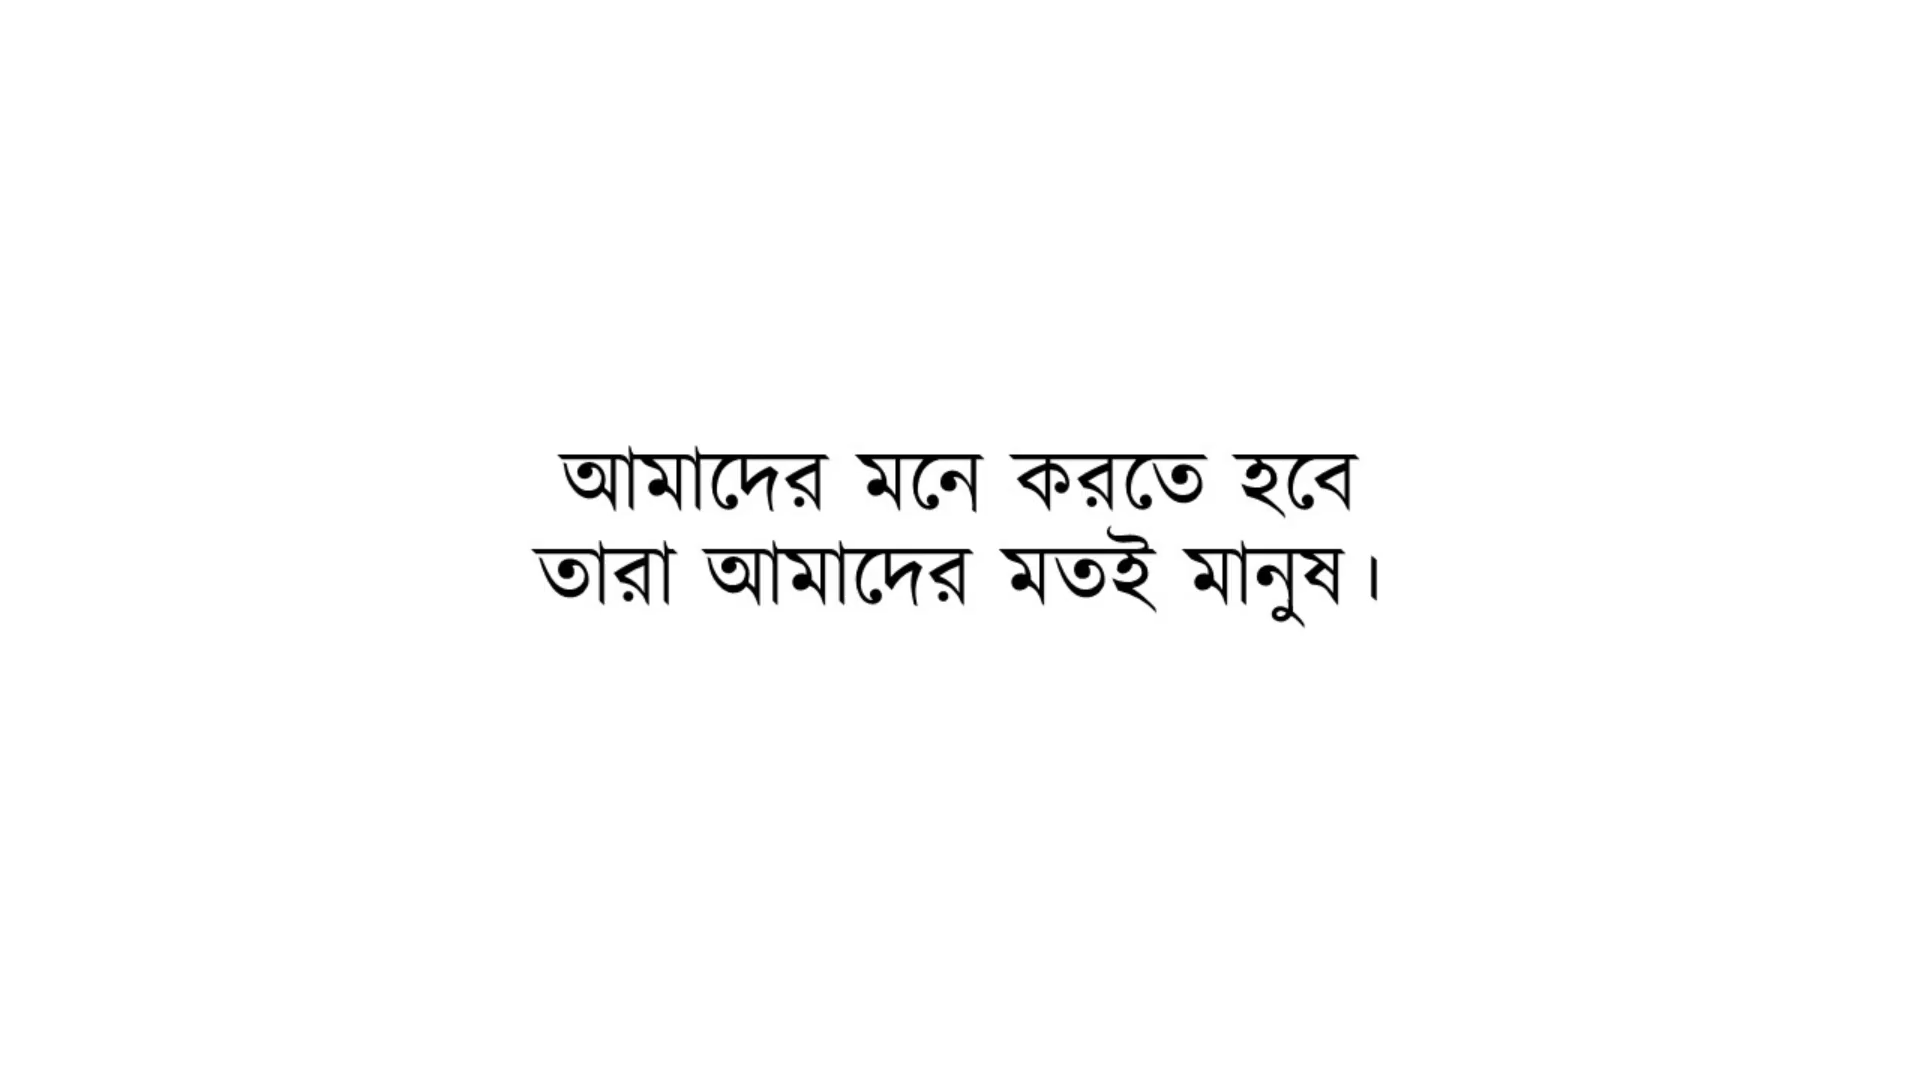 আমাদের মনে করতে হবে
তারা আমাদের মতই মানুষ।